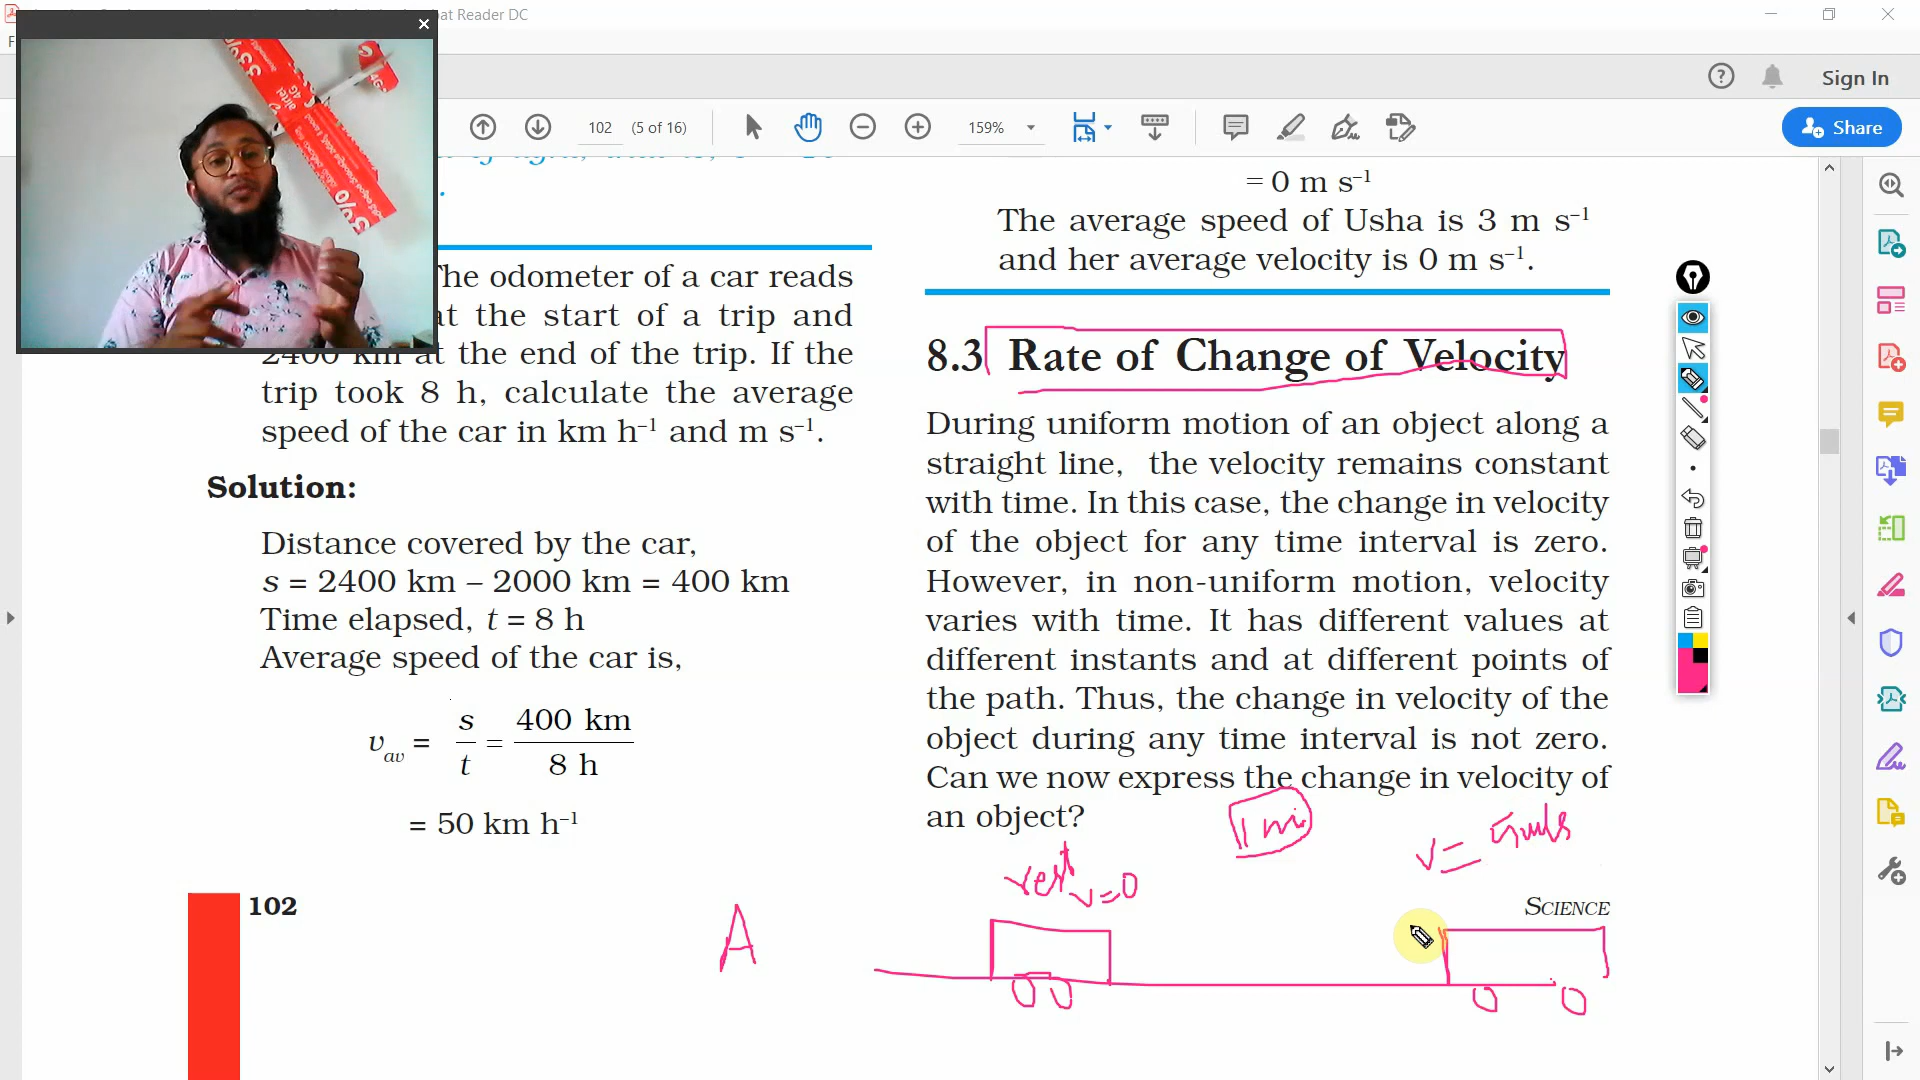 bat Reader DC
F
Sign In
102 (5 of 16)
159%
Share
= 0 m s⁻¹
The average speed of Usha is 3 m s⁻¹
and her average velocity is 0 m s⁻¹.
The odometer of a car reads
at the start of a trip and
2400 km at the end of the trip. If the
trip took 8 h, calculate the average
speed of the car in km h⁻¹ and m s⁻¹.
Solution:
Distance covered by the car,
s = 2400 km – 2000 km = 400 km
Time elapsed, t = 8 h
Average speed of the car is,
v_av = s/t = 400 km/8 h
= 50 km h⁻¹
102
8.3 Rate of Change of Velocity
During uniform motion of an object along a
straight line, the velocity remains constant
with time. In this case, the change in velocity
of the object for any time interval is zero.
However, in non-uniform motion, velocity
varies with time. It has different values at
different instants and at different points of
the path. Thus, the change in velocity of the
object during any time interval is not zero.
Can we now express the change in velocity of
an object?
1 mi
rest v=0
v=
A
SCIENCE
airtel
4G